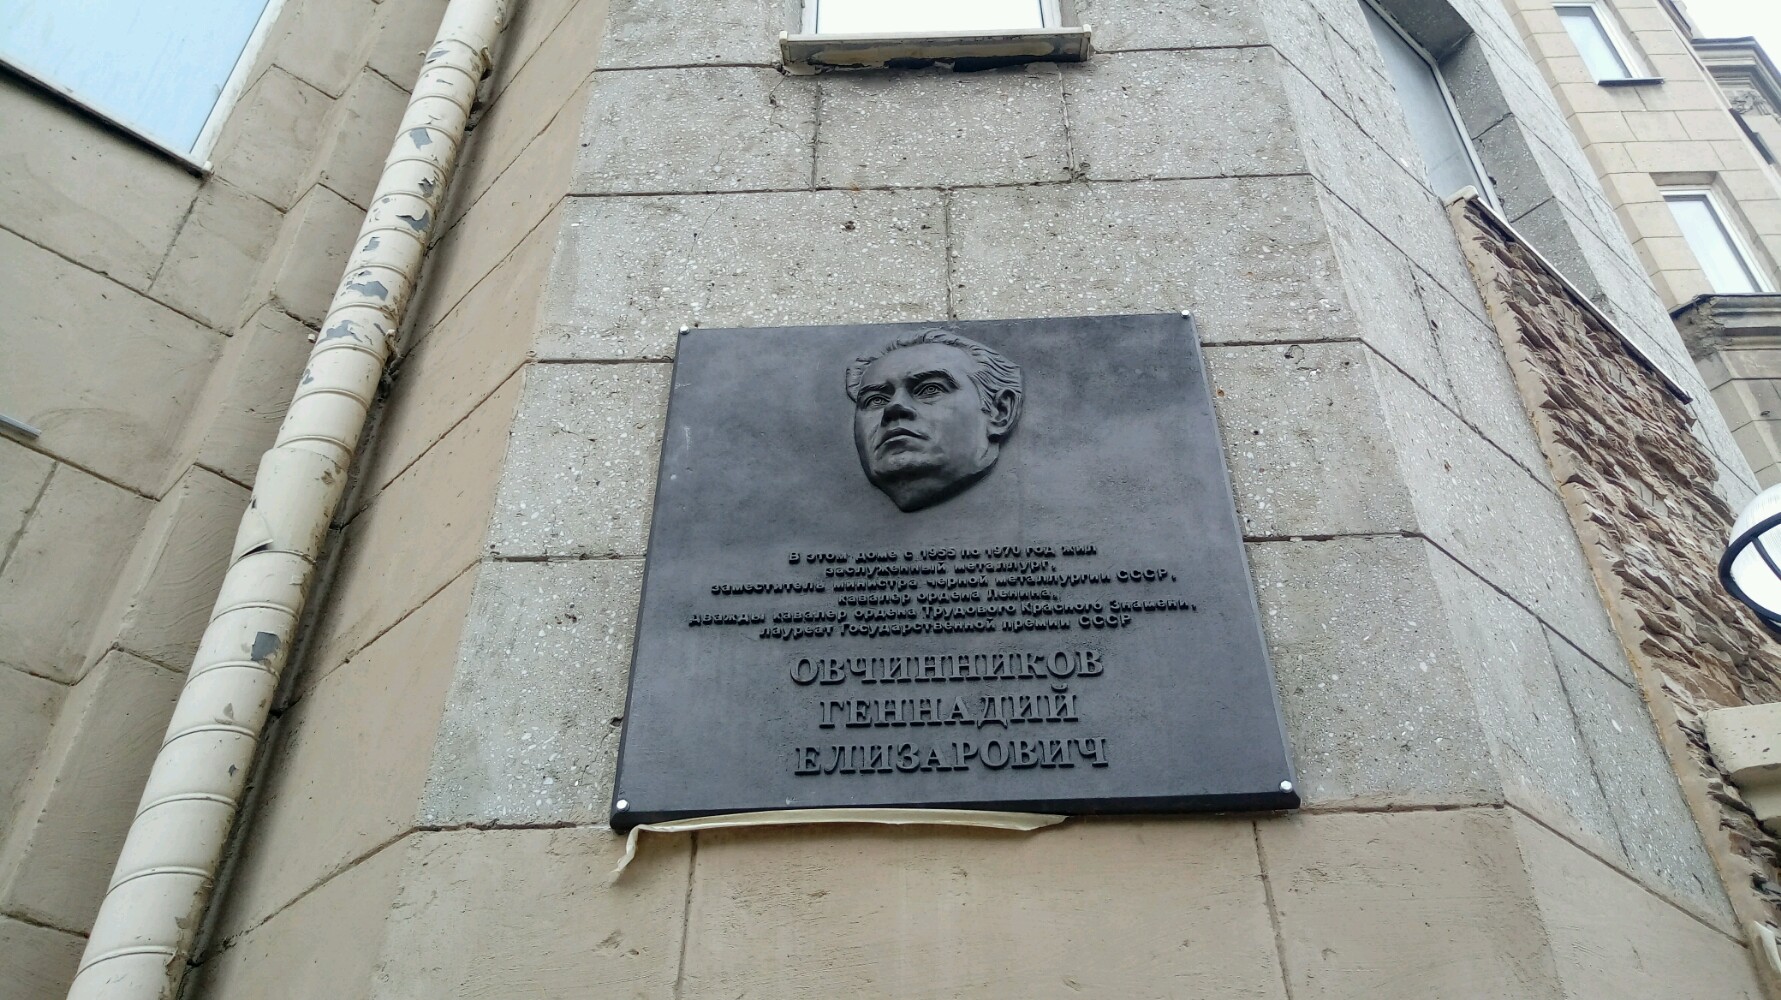 В этом доме с 1955 по 1970 год жил
заслуженный металлург,
заместитель министра черной металлургии СССР,
кавалер ордена Ленина,
дважды кавалер ордена Трудового Красного Знамени,
лауреат Государственной премии СССР
ОВЧИННИКОВ
ГЕННАДИЙ
ЕЛИЗАРОВИЧ